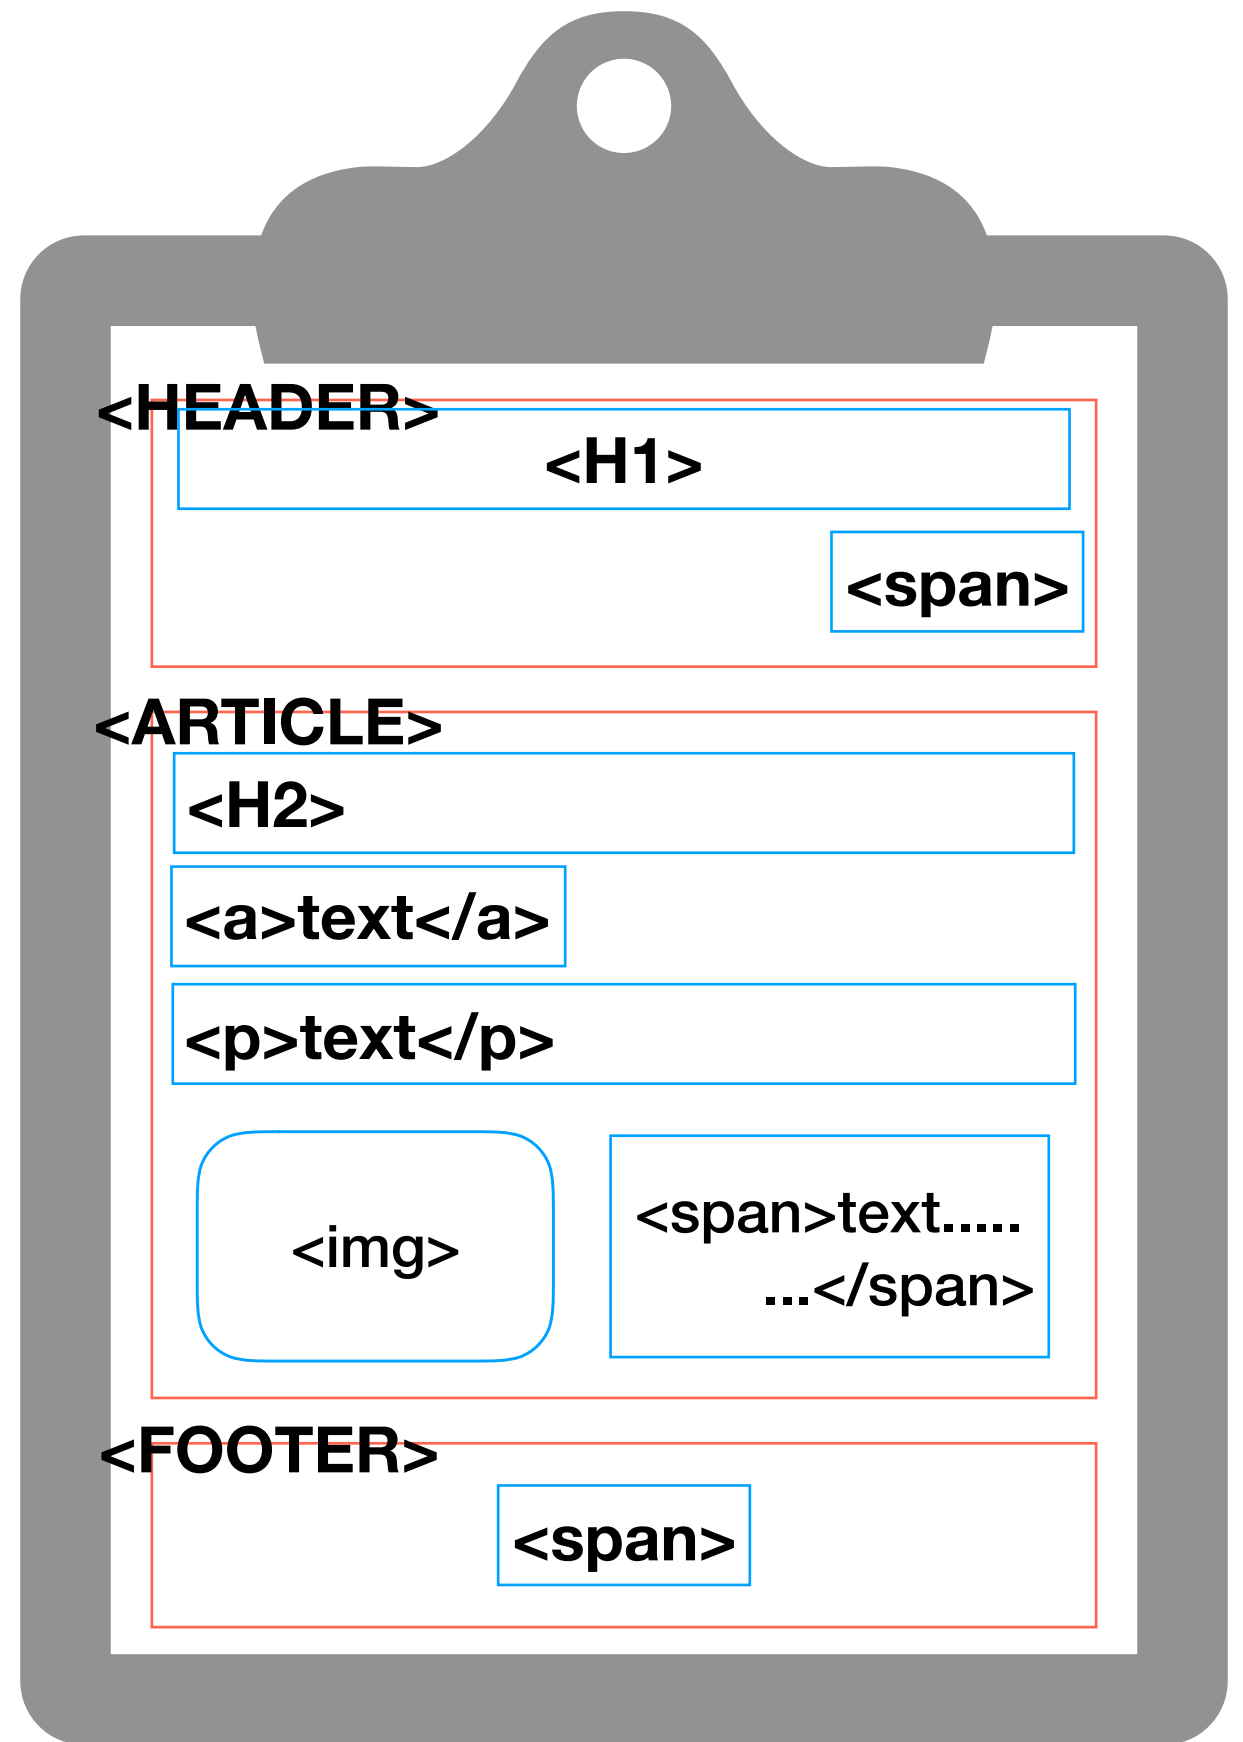 <HEADER>
<H1>
<span>
<ARTICLE>
<H2>
<a>text</a>
<p>text</p>
<img>
<span>text.....
...</span>
<FOOTER>
<span>